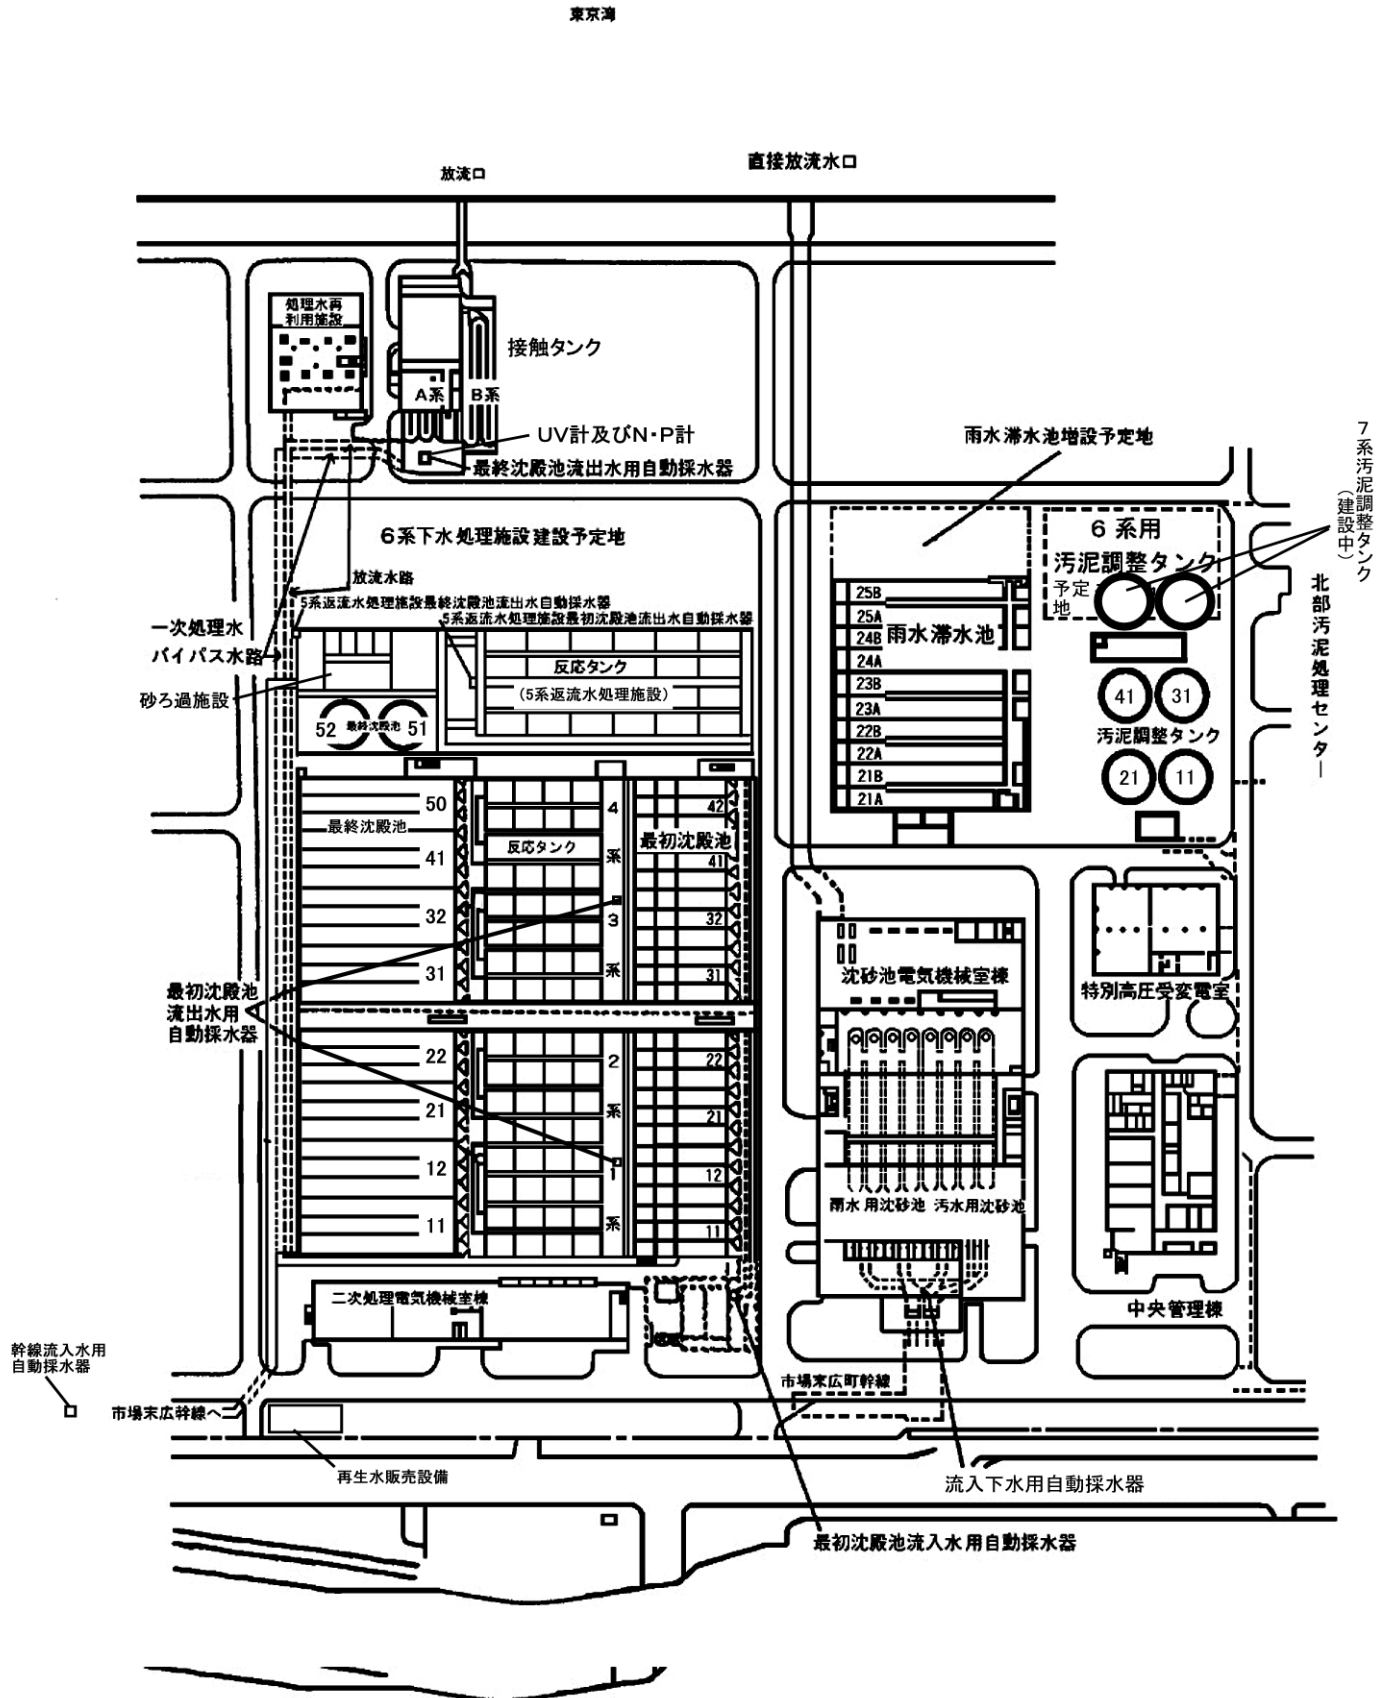 東京湾
放流口
直接放流水口
処理水再
利用施設
接触タンク
A系
B系
UV計及びN・P計
最終沈殿池流出水用自動採水器
雨水滞水池増設予定地
7系汚泥調整タンク
(建設中)
6系用
汚泥調整タンク
予定
地
6系下水処理施設建設予定地
放流水路
5系返流水処理施設最終沈殿池流出水自動採水器
5系返流水処理施設最初沈殿池流出水自動採水器
北部汚泥処理センター
一次処理水
バイパス水路
砂ろ過施設
反応タンク
(5系返流水処理施設)
52
最終沈殿池
51
25B
25A
24B
24A
23B
23A
22B
22A
21B
21A
雨水滞水池
41
31
汚泥調整タンク
21
11
50
最終沈殿池
41
32
31
反応タンク
4
系
3
系
最初沈殿池
42
41
32
31
最初沈殿池
流出水用
自動採水器
沈砂池電気機械室棟
特別高圧受変電室
22
21
12
11
2
系
1
系
22
21
12
11
雨水用沈砂池
汚水用沈砂池
二次処理電気機械室棟
中央管理棟
幹線流入水用
自動採水器
市場末広幹線へ
市場末広町幹線
再生水販売設備
流入下水用自動採水器
最初沈殿池流入水用自動採水器